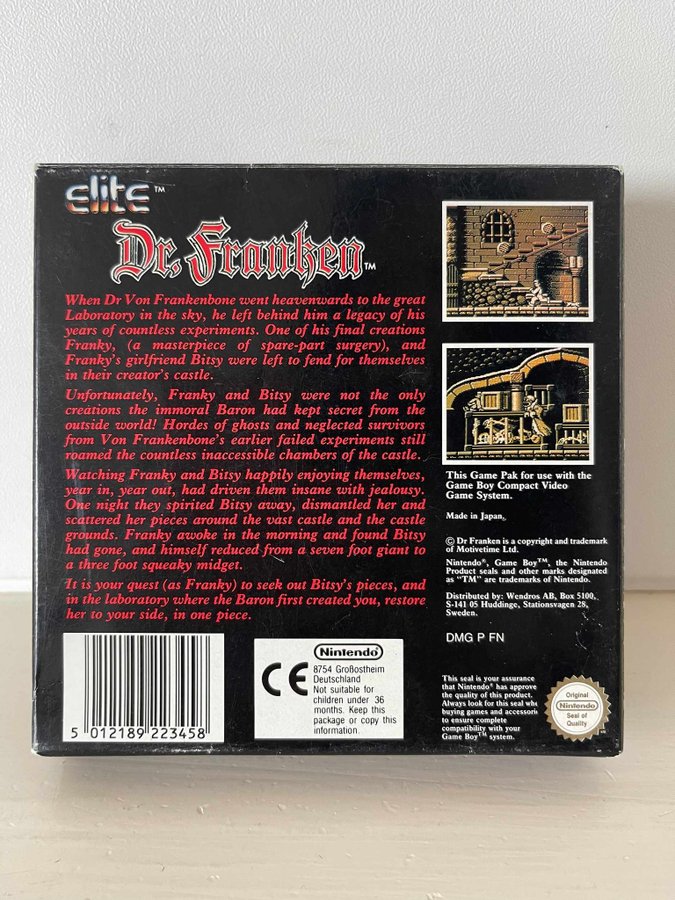 elite™
Dr. Franken™
When Dr Von Frankenbone went heavenwards to the great
Laboratory in the sky, he left behind him a legacy of his
years of countless experiments. One of his final creations
Franky, (a masterpiece of spare-part surgery), and
Franky's girlfriend Bitsy were left to fend for themselves
in their creator's castle.
Unfortunately, Franky and Bitsy were not the only
creations the immoral Baron had kept secret from the
outside world! Hordes of ghosts and neglected survivors
from Von Frankenbone's earlier failed experiments still
roamed the countless inaccessible chambers of the castle.
Watching Franky and Bitsy happily enjoying themselves,
year in, year out, had driven them insane with jealousy.
One night they spirited Bitsy away, dismantled her and
scattered her pieces around the vast castle and the castle
grounds. Franky awoke in the morning and found Bitsy
had gone, and himself reduced from a seven foot giant to
a three foot squeaky midget.
It is your quest (as Franky) to seek out Bitsy's pieces, and
in the laboratory where the Baron first created you, restore
her to your side, in one piece.
This Game Pak for use with the
Game Boy Compact Video
Game System.
Made in Japan.
© Dr Franken is a copyright and trademark
of Motivetime Ltd.
Nintendo®, Game Boy™, the Nintendo
Product seals and other marks designated
as "TM" are trademarks of Nintendo.
Distributed by: Wendros AB, Box 5100,
S-141 05 Huddinge, Stationsvagen 28,
Sweden.
DMG P FN
5 012189 223458
CE
Nintendo®
8754 Großostheim
Deutschland
Not suitable for
children under 36
months. Keep this
package or copy this
information.
This seal is your assurance
that Nintendo® has approve
the quality of this product.
Always look for this seal whe
buying games and accessori
to ensure complete
compatibility with your
Game Boy™ system.
Original
Nintendo
Seal of
Quality